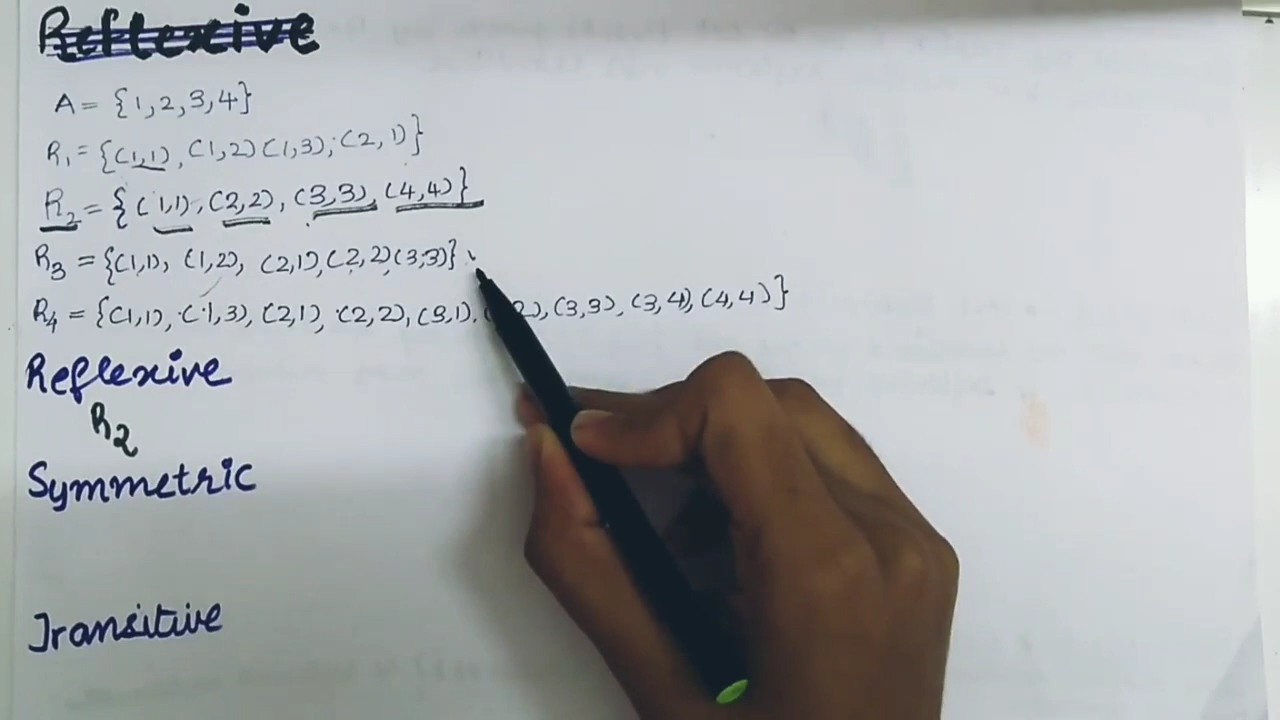 Reflexive
A = {1,2,3,4}
R1 = {(1,1), (1,2) (1,3), (2,1)}
R2 = {(1,1), (2,2), (3,3), (4,4)}
R3 = {(1,1), (1,2), (2,1), (2,2) (3,3)}
R4 = {(1,1), (1,3), (2,1), (2,2), (3,1), 2), (3,3), (3,4), (4,4)}
Reflexive
R2
Symmetric
Transitive